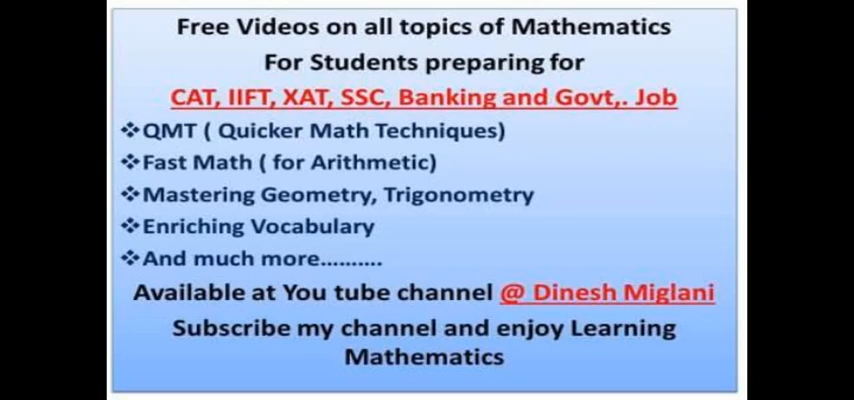 Free Videos on all topics of Mathematics
For Students preparing for
CAT, IIFT, XAT, SSC, Banking and Govt,. Job
❖QMT ( Quicker Math Techniques)
❖Fast Math ( for Arithmetic)
❖Mastering Geometry, Trigonometry
❖Enriching Vocabulary
❖And much more……….
Available at You tube channel @ Dinesh Miglani
Subscribe my channel and enjoy Learning
Mathematics